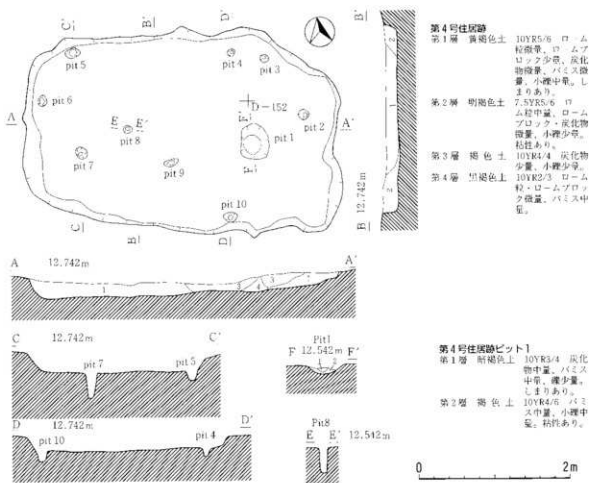 C'
B'
D'
B'
pit 5
pit 4
pit 3
pit 6
D-152
A
E E'
pit 2
A'
pit 8
F'
pit 1
pit 7
pit 9
F
pit 10
C
B
D
B 12.742m
1
2
第4号住居跡
第1層 黄褐色土 10YR5/6 ローム
粒微量、ロームブ
ロック少量、炭化
物微量、パミス微
量、小礫中量。し
まりあり。
第2層 明褐色土 7.5YR5/6 ロー
ム粒中量、ローム
ブロック・炭化物
微量、小礫少量。
粘性あり。
第3層 褐色土 10YR4/4 炭化物
少量、小礫少量。
第4層 黒褐色土 10YR2/3 ローム
粒・ロームブロッ
ク微量、パミス中
量。
A 12.742m A'
1
3
4
C 12.742m C'
pit 7
pit 5
Pit1
12.542m
F F'
1 2
D 12.742m D'
pit 10
pit 4
Pit8
E E' 12.542m
第4号住居跡ピット1
第1層 暗褐色土 10YR3/4 炭化
物中量、パミス
中量、礫少量。
しまりあり。
第2層 褐色土 10YR4/6 パミ
ス中量、小礫中
量。粘性あり。
0 2m